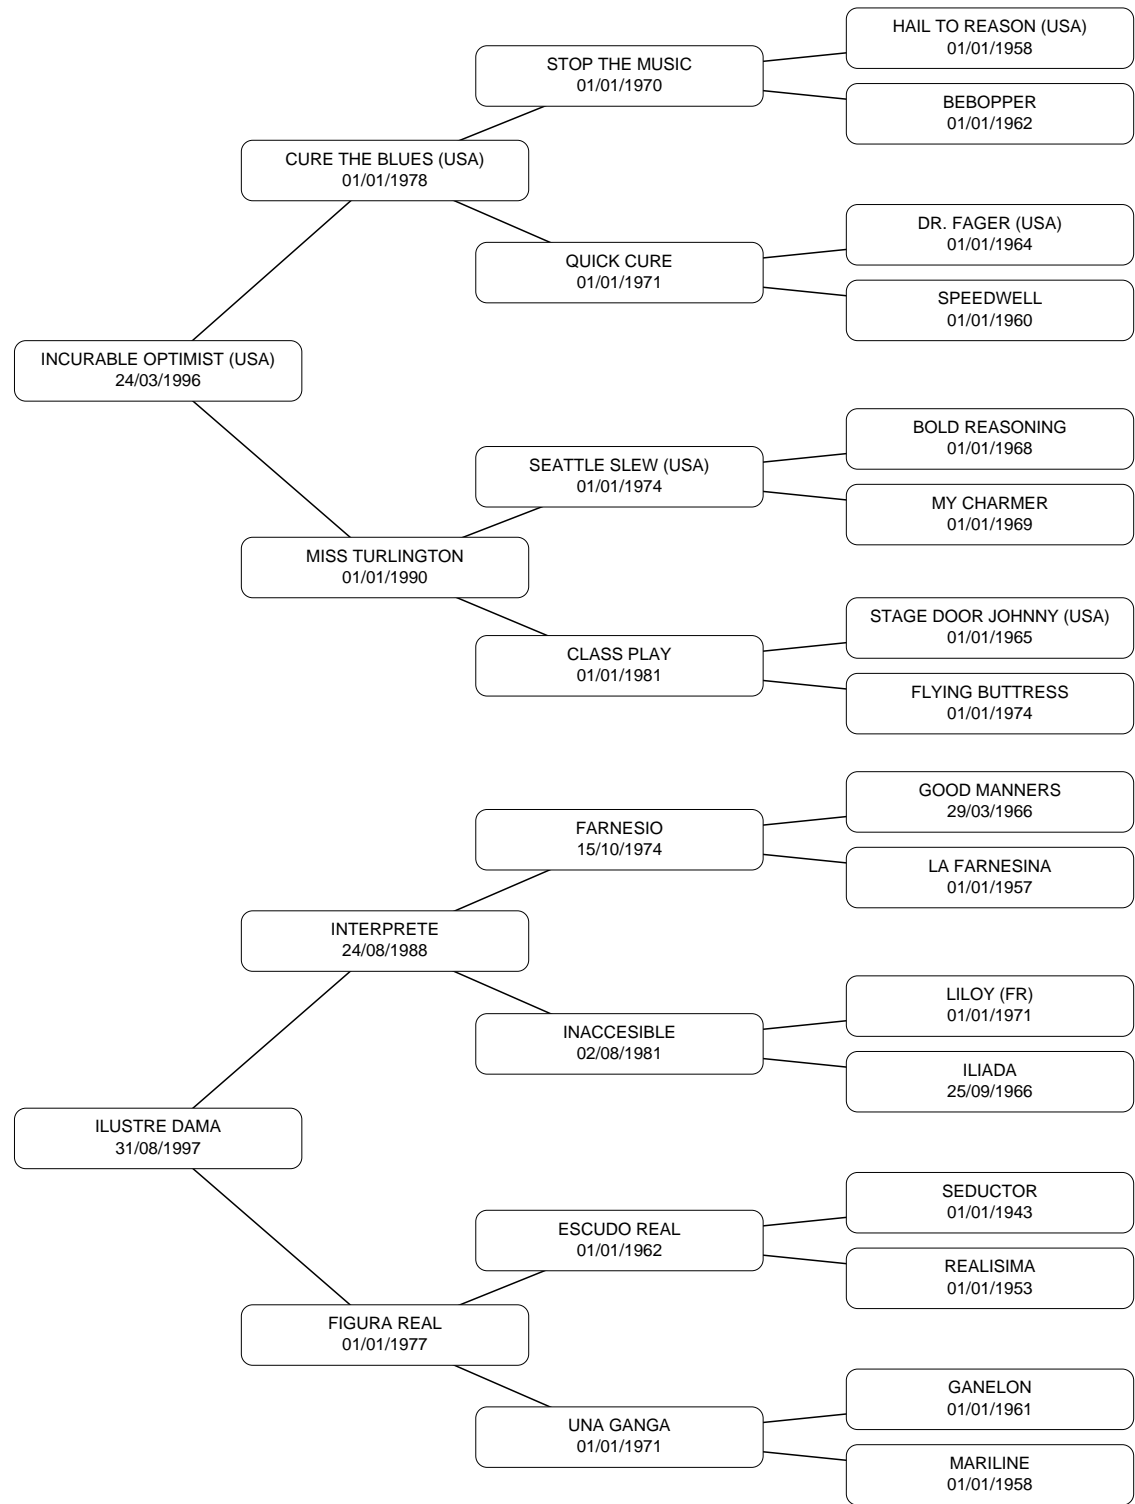 HAIL TO REASON (USA)
01/01/1958
STOP THE MUSIC
01/01/1970
BEBOPPER
01/01/1962
CURE THE BLUES (USA)
01/01/1978
DR. FAGER (USA)
01/01/1964
QUICK CURE
01/01/1971
SPEEDWELL
01/01/1960
INCURABLE OPTIMIST (USA)
24/03/1996
BOLD REASONING
01/01/1968
SEATTLE SLEW (USA)
01/01/1974
MY CHARMER
01/01/1969
MISS TURLINGTON
01/01/1990
STAGE DOOR JOHNNY (USA)
01/01/1965
CLASS PLAY
01/01/1981
FLYING BUTTRESS
01/01/1974
GOOD MANNERS
29/03/1966
FARNESIO
15/10/1974
LA FARNESINA
01/01/1957
INTERPRETE
24/08/1988
LILOY (FR)
01/01/1971
INACCESIBLE
02/08/1981
ILIADA
25/09/1966
ILUSTRE DAMA
31/08/1997
SEDUCTOR
01/01/1943
ESCUDO REAL
01/01/1962
REALISIMA
01/01/1953
FIGURA REAL
01/01/1977
GANELON
01/01/1961
UNA GANGA
01/01/1971
MARILINE
01/01/1958